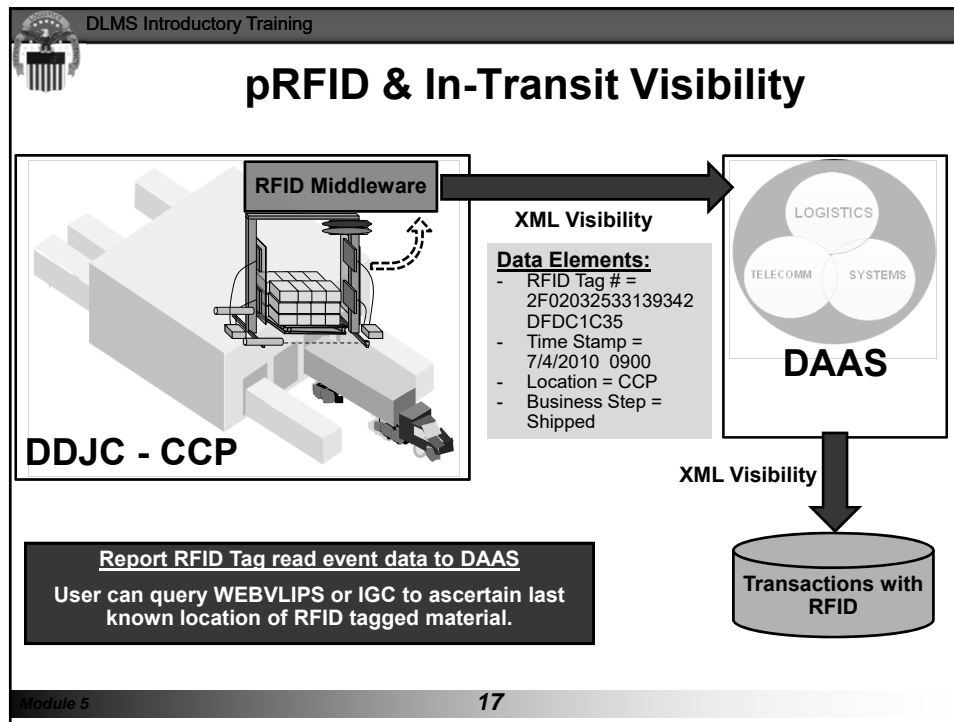 DLMS Introductory Training
pRFID & In-Transit Visibility
RFID Middleware
DDJC - CCP
XML Visibility
Data Elements:
- RFID Tag # =
2F02032533139342
DFDC1C35
- Time Stamp =
7/4/2010 0900
- Location = CCP
- Business Step =
Shipped
LOGISTICS
TELECOMM
SYSTEMS
DAAS
XML Visibility
Transactions with
RFID
Report RFID Tag read event data to DAAS
User can query WEBVLIPS or IGC to ascertain last
known location of RFID tagged material.
Module 5
17